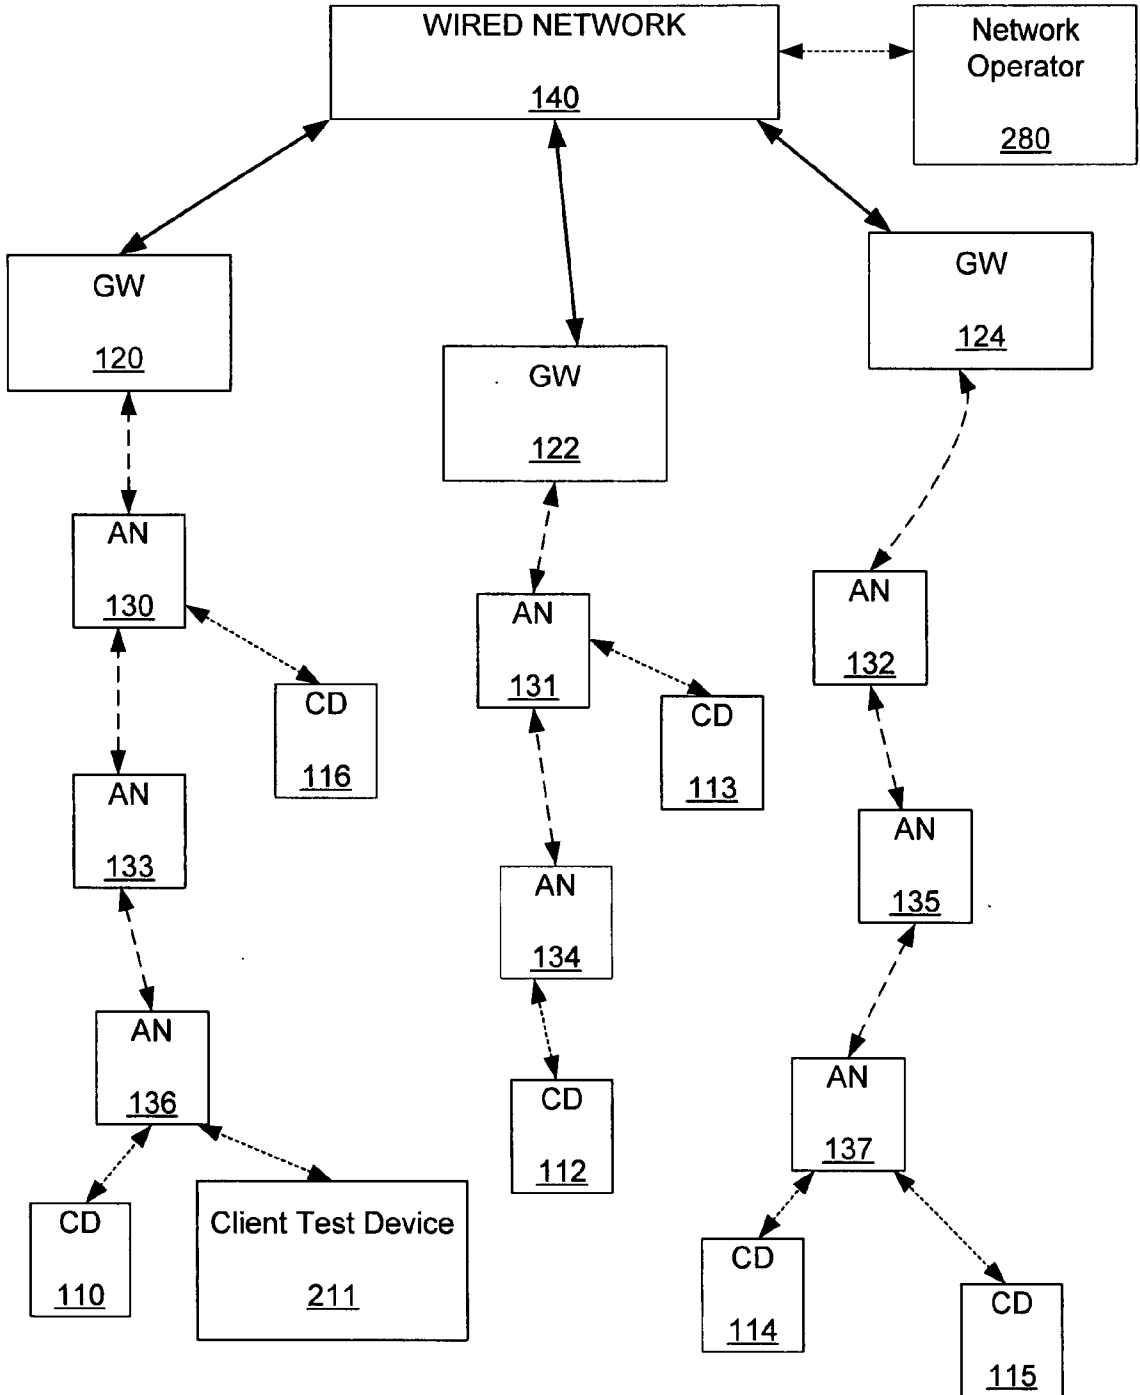 WIRED NETWORK
140
Network
Operator
280
GW
120
GW
122
GW
124
AN
130
AN
131
AN
132
CD
116
CD
113
AN
133
AN
134
AN
135
AN
136
CD
112
AN
137
CD
110
Client Test Device
211
CD
114
CD
115